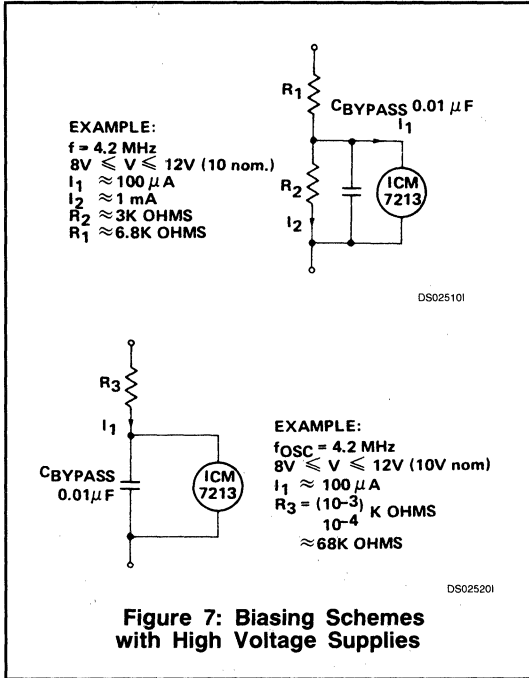 R1
CBYPASS 0.01 µF
I1
EXAMPLE:
f = 4.2 MHz
8V ≤ V ≤ 12V (10 nom.)
I1 ≈ 100 µA
I2 ≈ 1 mA
R2 ≈ 3K OHMS
R1 ≈ 6.8K OHMS
R2
ICM
7213
I2
DS02510I
R3
I1
CBYPASS
0.01µF
ICM
7213
EXAMPLE:
fOSC = 4.2 MHz
8V ≤ V ≤ 12V (10V nom)
I1 ≈ 100 µA
R3 = (10-3) K OHMS
10-4
≈68K OHMS
DS02520I
Figure 7: Biasing Schemes
with High Voltage Supplies